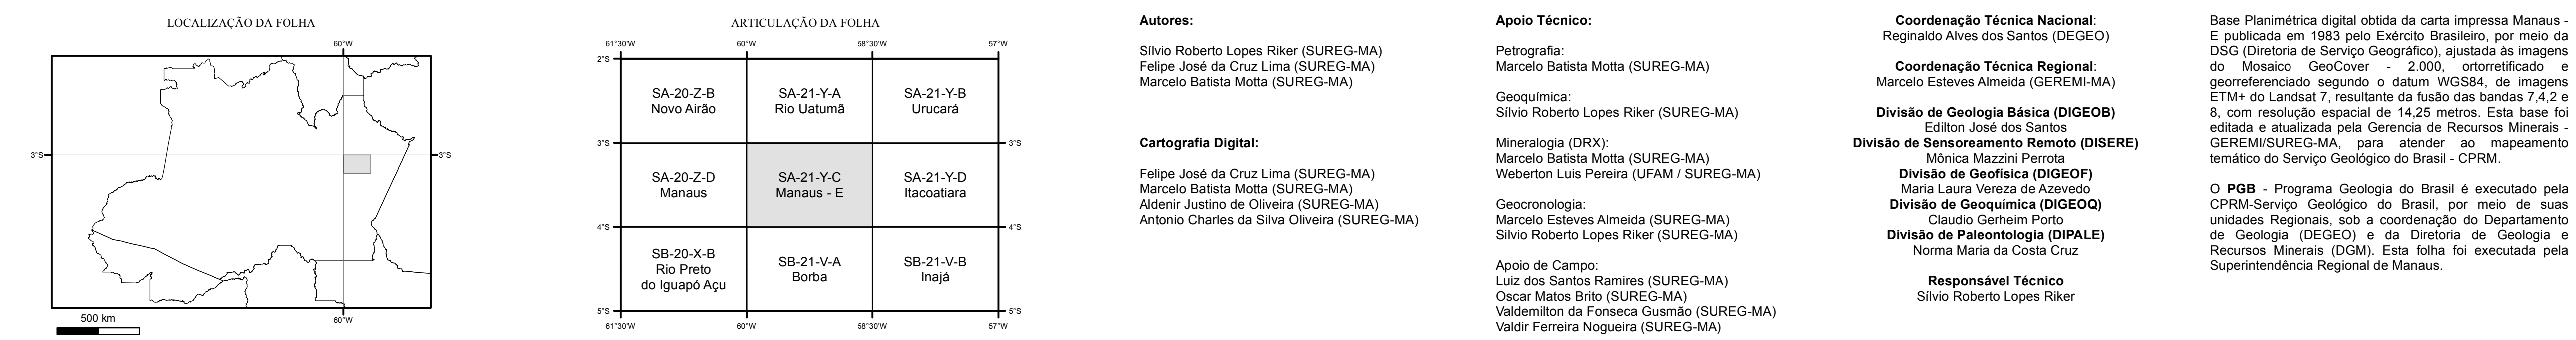 LOCALIZAÇÃO DA FOLHA
60°W
3°S
3°S
60°W
500 km
ARTICULAÇÃO DA FOLHA
61°30'W
60°W
58°30'W
57°W
2°S
SA-20-Z-B
Novo Airão
SA-21-Y-A
Rio Uatumã
SA-21-Y-B
Urucará
3°S
3°S
SA-20-Z-D
Manaus
SA-21-Y-C
Manaus - E
SA-21-Y-D
Itacoatiara
4°S
4°S
SB-20-X-B
Rio Preto
do Iguapó Açu
SB-21-V-A
Borba
SB-21-V-B
Inajá
5°S
5°S
61°30'W
60°W
58°30'W
57°W
Autores:
Sílvio Roberto Lopes Riker (SUREG-MA)
Felipe José da Cruz Lima (SUREG-MA)
Marcelo Batista Motta (SUREG-MA)
Cartografia Digital:
Felipe José da Cruz Lima (SUREG-MA)
Marcelo Batista Motta (SUREG-MA)
Aldenir Justino de Oliveira (SUREG-MA)
Antonio Charles da Silva Oliveira (SUREG-MA)
Apoio Técnico:
Petrografia:
Marcelo Batista Motta (SUREG-MA)
Geoquímica:
Sílvio Roberto Lopes Riker (SUREG-MA)
Mineralogia (DRX):
Marcelo Batista Motta (SUREG-MA)
Weberton Luis Pereira (UFAM / SUREG-MA)
Geocronologia:
Marcelo Esteves Almeida (SUREG-MA)
Silvio Roberto Lopes Riker (SUREG-MA)
Apoio de Campo:
Luiz dos Santos Ramires (SUREG-MA)
Oscar Matos Brito (SUREG-MA)
Valdemilton da Fonseca Gusmão (SUREG-MA)
Valdir Ferreira Nogueira (SUREG-MA)
Coordenação Técnica Nacional:
Reginaldo Alves dos Santos (DEGEO)
Coordenação Técnica Regional:
Marcelo Esteves Almeida (GEREMI-MA)
Divisão de Geologia Básica (DIGEOB)
Edilton José dos Santos
Divisão de Sensoreamento Remoto (DISERE)
Mônica Mazzini Perrota
Divisão de Geofísica (DIGEOF)
Maria Laura Vereza de Azevedo
Divisão de Geoquímica (DIGEOQ)
Claudio Gerheim Porto
Divisão de Paleontologia (DIPALE)
Norma Maria da Costa Cruz
Responsável Técnico
Sílvio Roberto Lopes Riker
Base Planimétrica digital obtida da carta impressa Manaus -
E publicada em 1983 pelo Exército Brasileiro, por meio da
DSG (Diretoria de Serviço Geográfico), ajustada às imagens
do Mosaico GeoCover - 2.000, ortorretificado e
georreferenciado segundo o datum WGS84, de imagens
ETM+ do Landsat 7, resultante da fusão das bandas 7,4,2 e
8, com resolução espacial de 14,25 metros. Esta base foi
editada e atualizada pela Gerencia de Recursos Minerais -
GEREMI/SUREG-MA, para atender ao mapeamento
temático do Serviço Geológico do Brasil - CPRM.
O PGB - Programa Geologia do Brasil é executado pela
CPRM-Serviço Geológico do Brasil, por meio de suas
unidades Regionais, sob a coordenação do Departamento
de Geologia (DEGEO) e da Diretoria de Geologia e
Recursos Minerais (DGM). Esta folha foi executada pela
Superintendência Regional de Manaus.